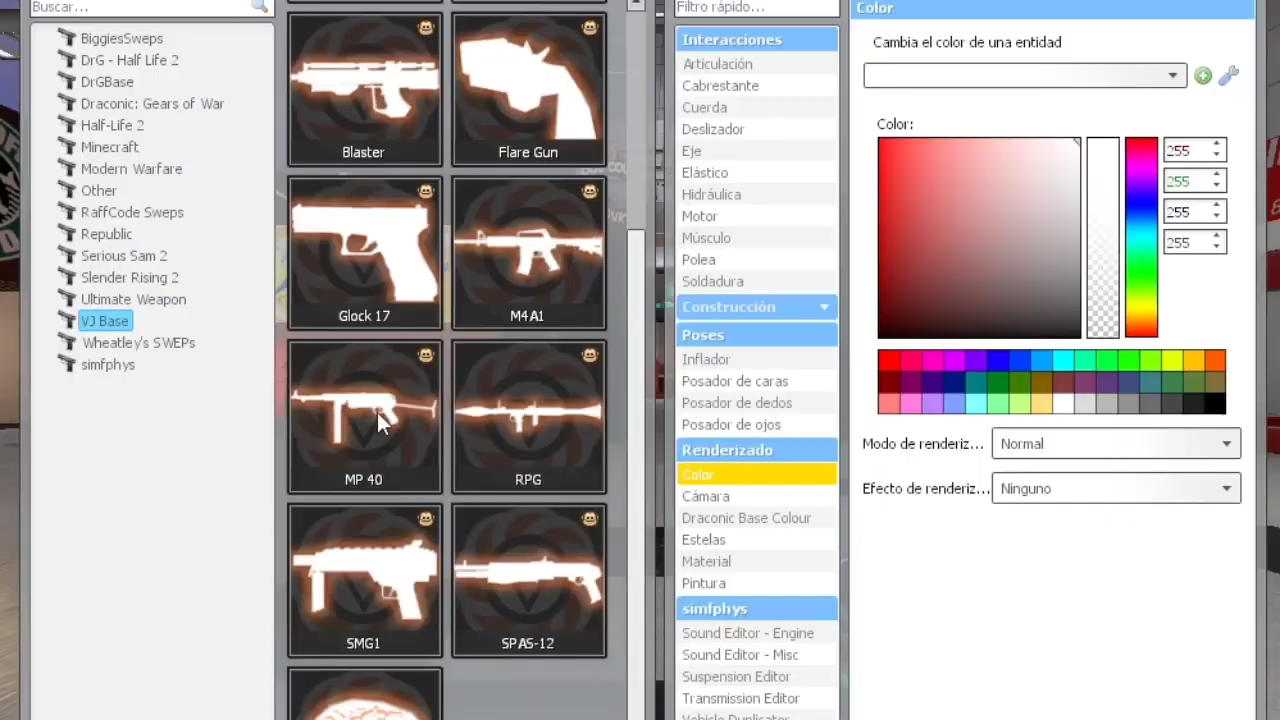 Buscar...
BiggiesSweps
DrG - Half Life 2
DrGBase
Draconic: Gears of War
Half-Life 2
Minecraft
Modern Warfare
Other
RaffCode Sweps
Republic
Serious Sam 2
Slender Rising 2
Ultimate Weapon
VJ Base
Wheatley's SWEPs
simfphys
Blaster
Flare Gun
Glock 17
M4A1
MP 40
RPG
SMG1
SPAS-12
Filtro rápido...
Interacciones
Articulación
Cabrestante
Cuerda
Deslizador
Eje
Elástico
Hidráulica
Motor
Músculo
Polea
Soldadura
Construcción
Poses
Inflador
Posador de caras
Posador de dedos
Posador de ojos
Renderizado
Color
Cámara
Draconic Base Colour
Estelas
Material
Pintura
simfphys
Sound Editor - Engine
Sound Editor - Misc
Suspension Editor
Transmission Editor
Vehicle Duplicator
Color
Cambia el color de una entidad
Color:
255
255
255
255
Modo de renderiz... Normal
Efecto de renderiz... Ninguno